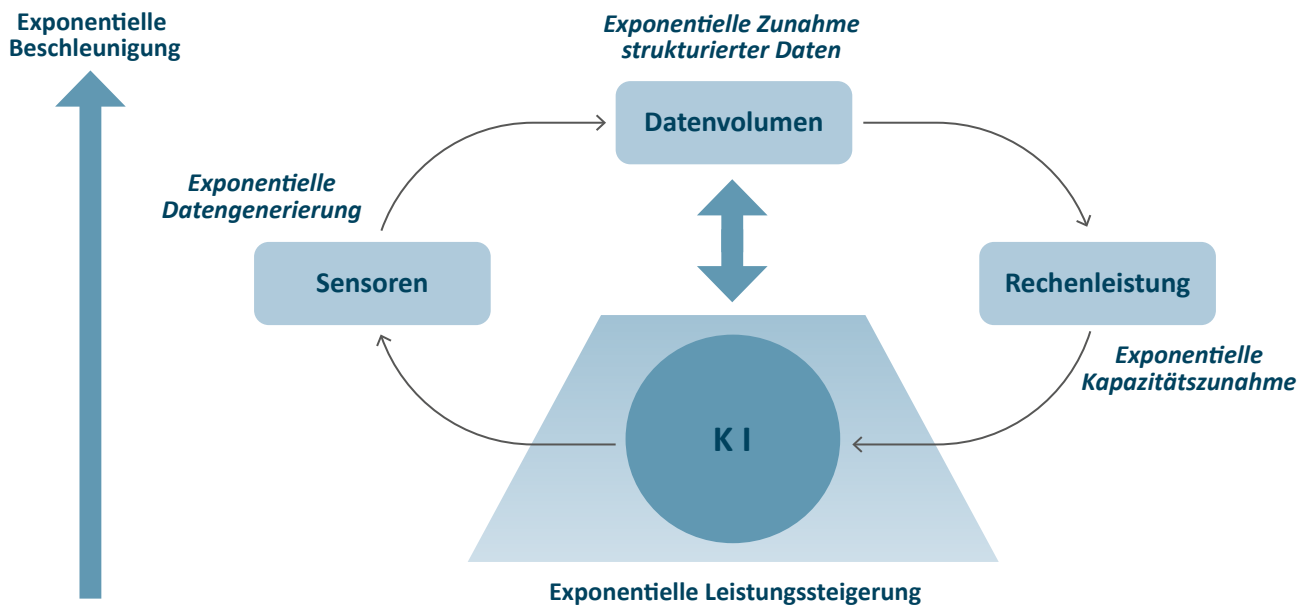 Exponentielle
Beschleunigung
Exponentielle Zunahme
strukturierter Daten
Datenvolumen
Exponentielle
Datengenerierung
Sensoren
Rechenleistung
Exponentielle
Kapazitätszunahme
K I
Exponentielle Leistungssteigerung